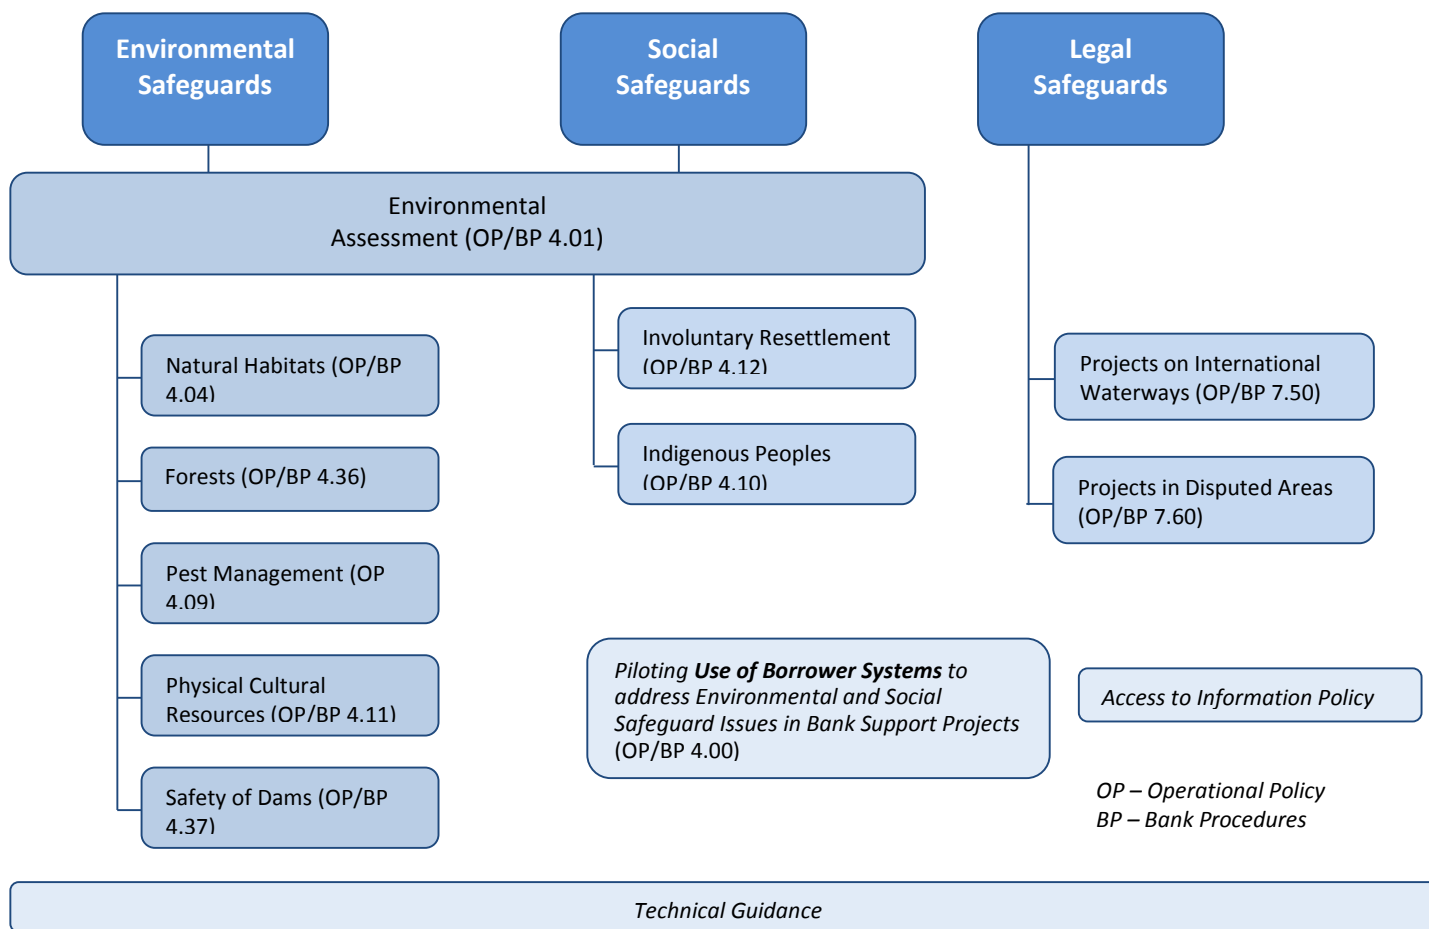 Environmental
Safeguards
Social
Safeguards
Legal
Safeguards
Environmental
Assessment (OP/BP 4.01)
Natural Habitats (OP/BP
4.04)
Forests (OP/BP 4.36)
Pest Management (OP
4.09)
Physical Cultural
Resources (OP/BP 4.11)
Safety of Dams (OP/BP
4.37)
Involuntary Resettlement
(OP/BP 4.12)
Indigenous Peoples
(OP/BP 4.10)
Projects on International
Waterways (OP/BP 7.50)
Projects in Disputed Areas
(OP/BP 7.60)
Piloting Use of Borrower Systems to
address Environmental and Social
Safeguard Issues in Bank Support Projects
(OP/BP 4.00)
Access to Information Policy
OP – Operational Policy
BP – Bank Procedures
Technical Guidance